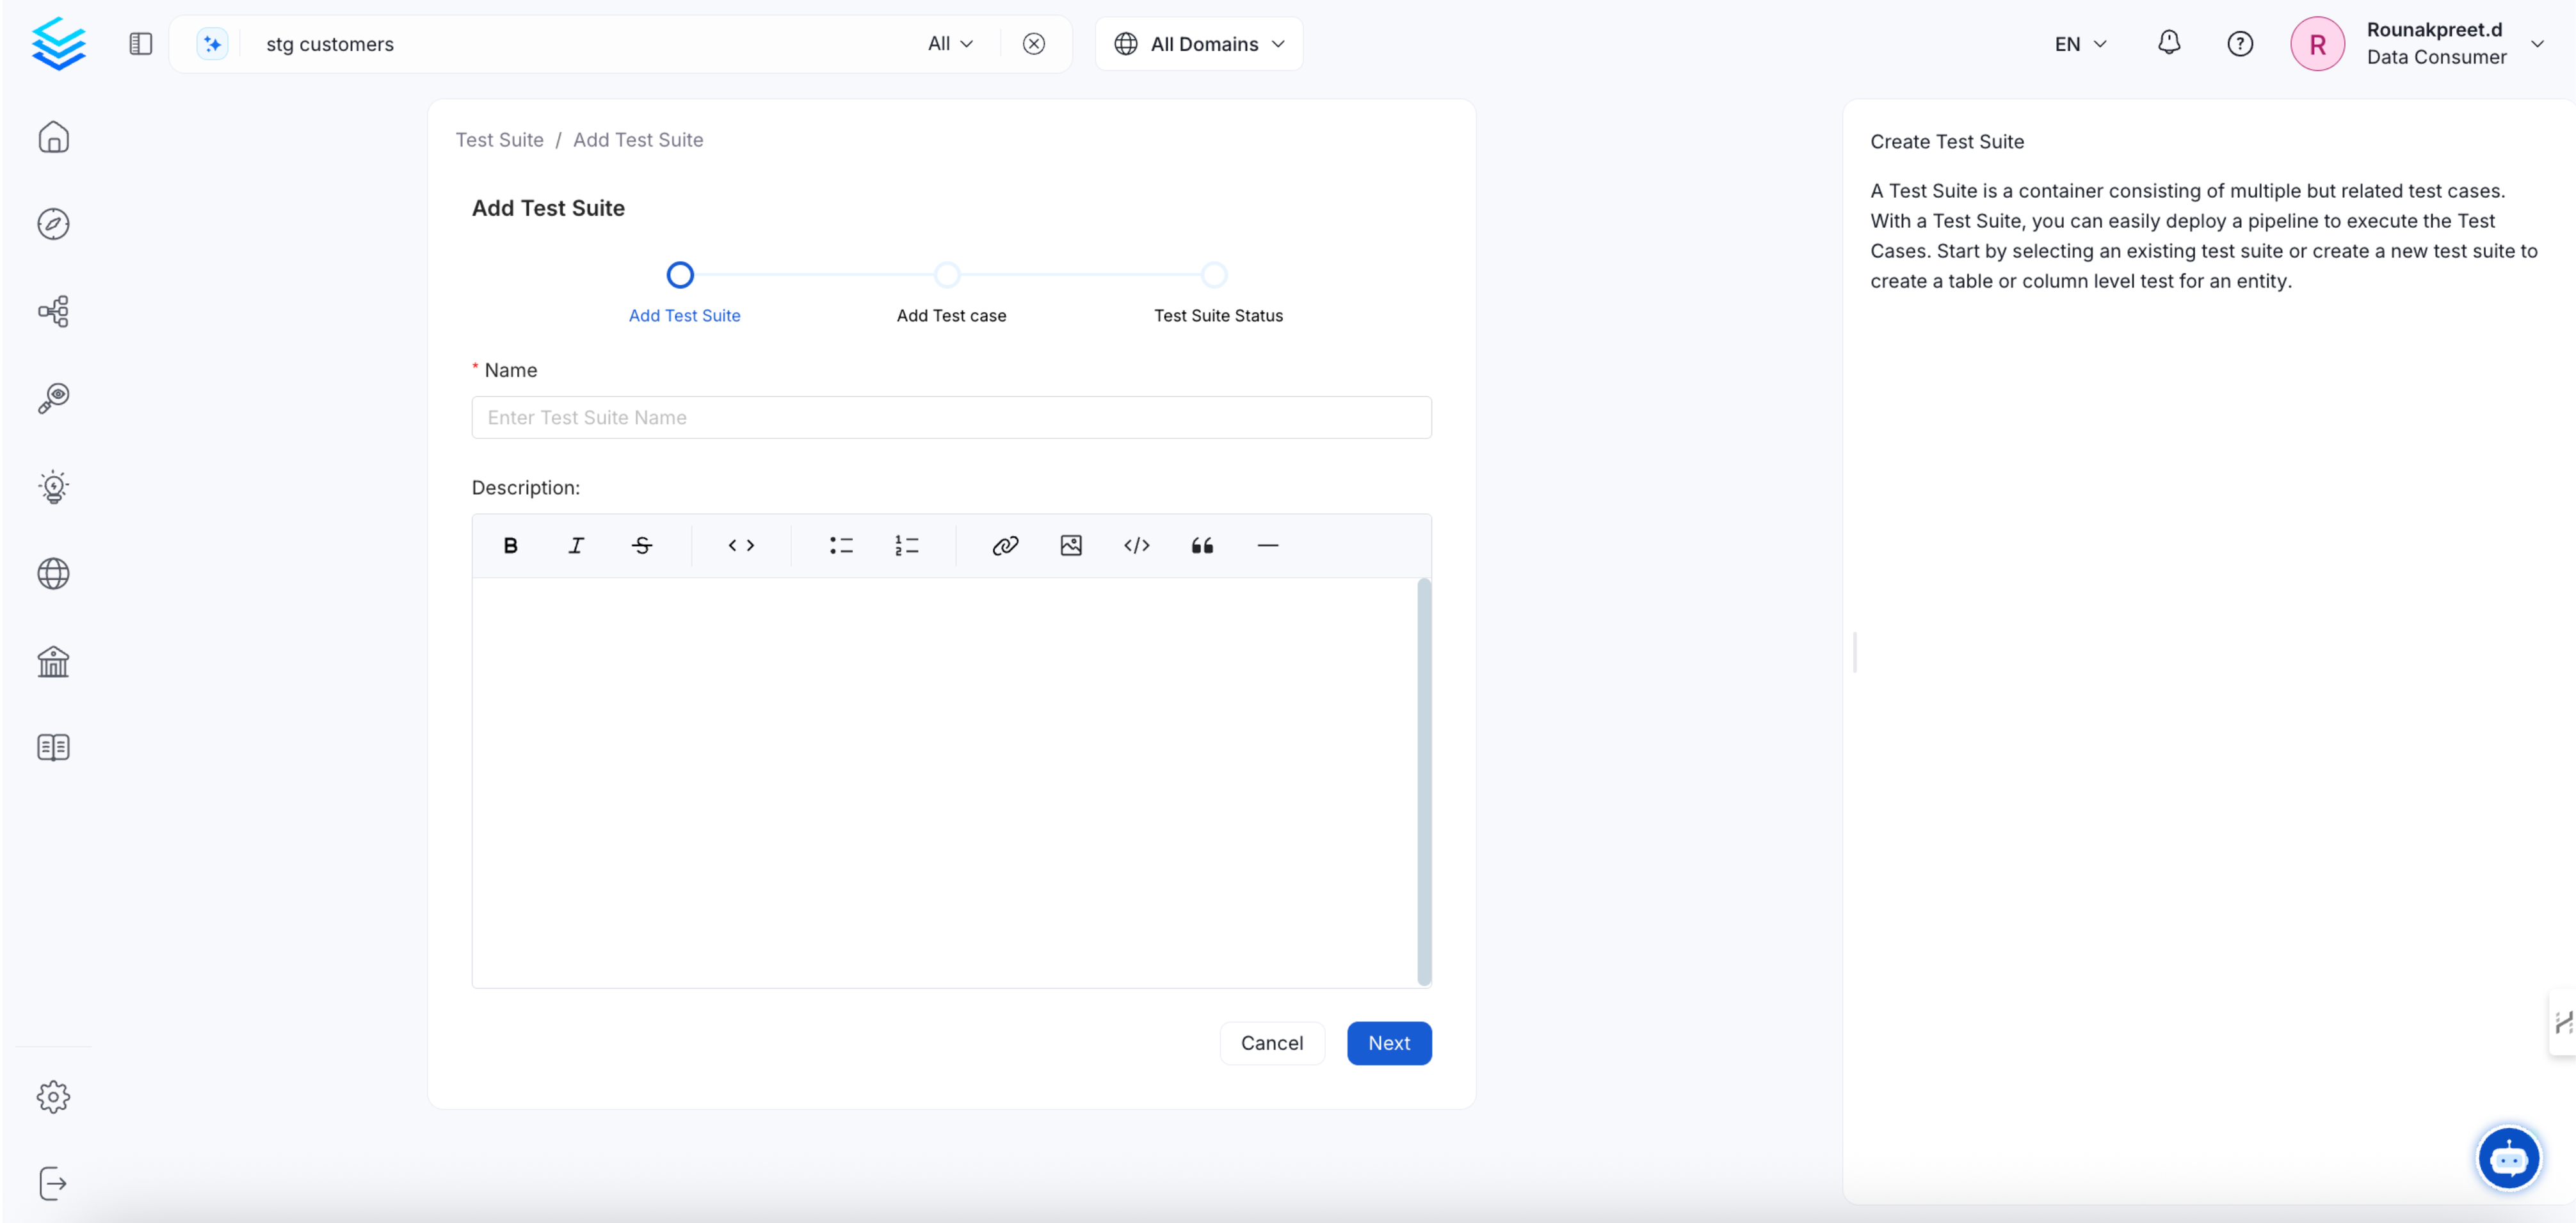 stg customers
All
All Domains
EN
R
Rounakpreet.d
Data Consumer
Test Suite / Add Test Suite
Add Test Suite
Add Test Suite
Add Test case
Test Suite Status
* Name
Enter Test Suite Name
Description:
Cancel
Next
Create Test Suite
A Test Suite is a container consisting of multiple but related test cases.
With a Test Suite, you can easily deploy a pipeline to execute the Test
Cases. Start by selecting an existing test suite or create a new test suite to
create a table or column level test for an entity.